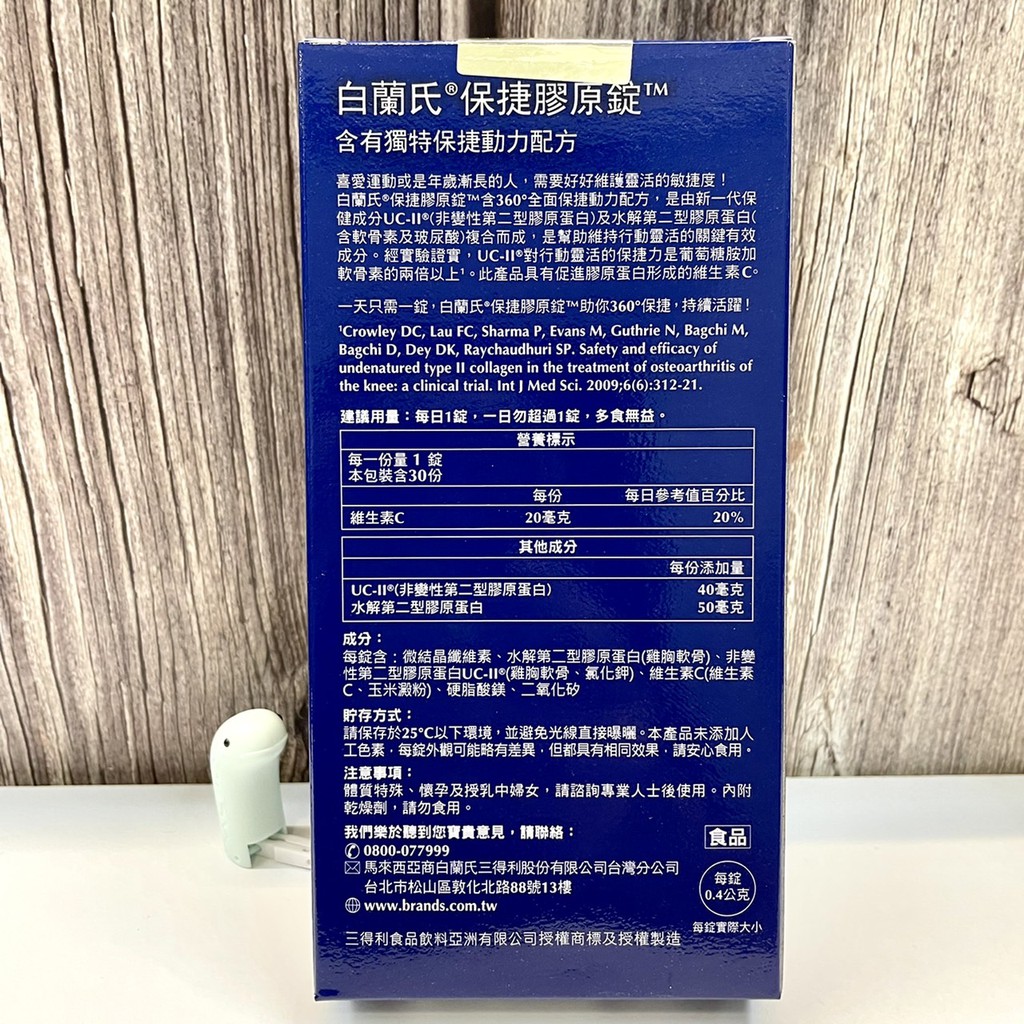 白蘭氏®保捷膠原錠™
含有獨特保捷動力配方
喜愛運動或是年歲漸長的人，需要好好維護靈活的敏捷度！
白蘭氏®保捷膠原錠™含360°全面保捷動力配方，是由新一代保
健成分UC-II®(非變性第二型膠原蛋白)及水解第二型膠原蛋白(
含軟骨素及玻尿酸)複合而成，是幫助維持行動靈活的關鍵有效
成分。經實驗證實，UC-II®對行動靈活的保捷力是葡萄糖胺加
軟骨素的兩倍以上¹。此產品具有促進膠原蛋白形成的維生素C。
一天只需一錠，白蘭氏®保捷膠原錠™助你360°保捷，持續活躍！
¹Crowley DC, Lau FC, Sharma P, Evans M, Guthrie N, Bagchi M,
Bagchi D, Dey DK, Raychaudhuri SP. Safety and efficacy of
undenatured type II collagen in the treatment of osteoarthritis of
the knee: a clinical trial. Int J Med Sci. 2009;6(6):312-21.
建議用量：每日1錠，一日勿超過1錠，多食無益。
營養標示
每一份量 1 錠
本包裝含30份
每份 每日參考值百分比
維生素C 20毫克 20%
其他成分
每份添加量
UC-II®(非變性第二型膠原蛋白) 40毫克
水解第二型膠原蛋白 50毫克
成分：
每錠含：微結晶纖維素、水解第二型膠原蛋白(雞胸軟骨)、非變
性第二型膠原蛋白UC-II®(雞胸軟骨、氯化鉀)、維生素C(維生素
C、玉米澱粉)、硬脂酸鎂、二氧化矽
貯存方式：
請保存於25°C以下環境，並避免光線直接曝曬。本產品未添加人
工色素，每錠外觀可能略有差異，但都具有相同效果，請安心食用。
注意事項：
體質特殊、懷孕及授乳中婦女，請諮詢專業人士後使用。內附
乾燥劑，請勿食用。
我們樂於聽到您寶貴意見，請聯絡：
0800-077999
馬來西亞商白蘭氏三得利股份有限公司台灣分公司
台北市松山區敦化北路88號13樓
www.brands.com.tw
三得利食品飲料亞洲有限公司授權商標及授權製造
食品
每錠
0.4公克
每錠實際大小